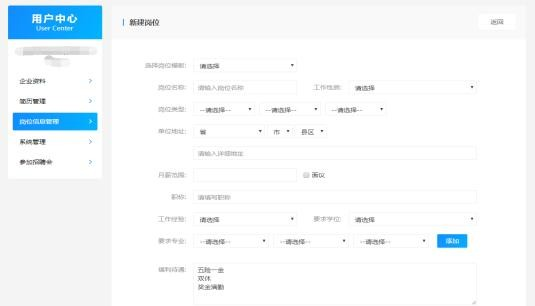 用户中心
User Center
企业资料 >
简历管理 >
岗位信息管理 >
系统管理 >
参加招聘会 >
新建岗位 返回
选择岗位模板: 请选择
岗位名称: 请输入岗位名称 工作性质: 请选择
岗位类型: --请选择-- --请选择-- --请选择--
单位地址: 省 市 县区
请输入详细地址
月薪范围: 面议
职称: 请填写职称
工作经验: 请选择 要求学位: 请选择
要求专业: --请选择-- --请选择-- --请选择-- 添加
福利待遇: 五险一金
双休
奖金满勤